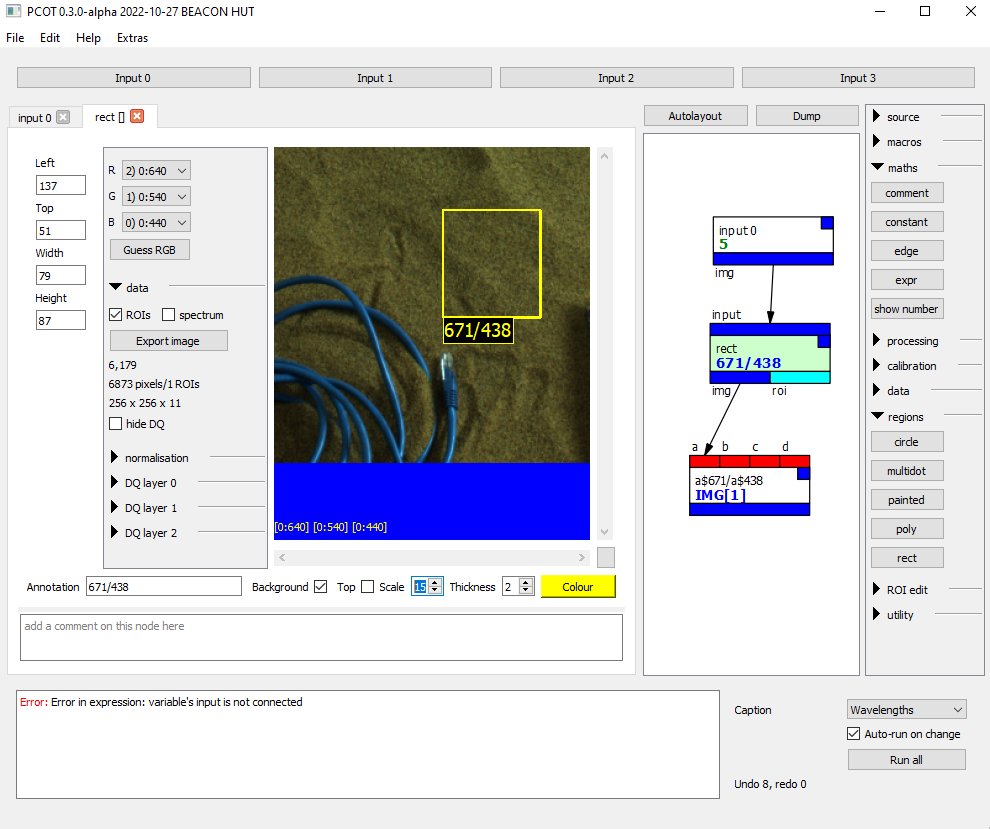 PCOT 0.3.0-alpha 2022-10-27 BEACON HUT
File Edit Help Extras
Input 0 Input 1 Input 2 Input 3
input 0 rect []
Left
137
Top
51
Width
79
Height
87
R 2) 0:640
G 1) 0:540
B 0) 0:440
Guess RGB
data
ROIs spectrum
Export image
6,179
6873 pixels/1 ROIs
256 x 256 x 11
hide DQ
normalisation
DQ layer 0
DQ layer 1
DQ layer 2
671/438
[0:640] [0:540] [0:440]
Annotation 671/438 Background Top Scale 15 Thickness 2 Colour
add a comment on this node here
Autolayout Dump
input 0
5
img
input
rect
671/438
img roi
a b c d
a$671/a$438
IMG[1]
source
macros
maths
comment
constant
edge
expr
show number
processing
calibration
data
regions
circle
multidot
painted
poly
rect
ROI edit
utility
Error: Error in expression: variable's input is not connected
Caption Wavelengths
Auto-run on change
Run all
Undo 8, redo 0